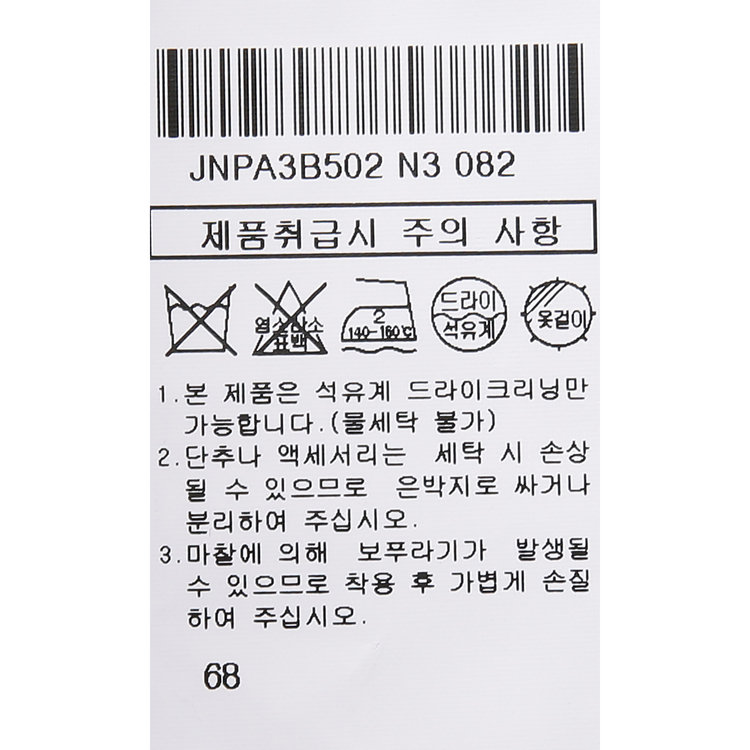 JNPA3B502 N3 082
제품취급시 주의 사항
염소산소
표백
2
140-160℃
드라이
석유계
옷걸이
1.본 제품은 석유계 드라이크리닝만
가능합니다.(물세탁 불가)
2.단추나 액세서리는 세탁 시 손상
될 수 있으므로 은박지로 싸거나
분리하여 주십시오.
3.마찰에 의해 보푸라기가 발생될
수 있으므로 착용 후 가볍게 손질
하여 주십시오.
68